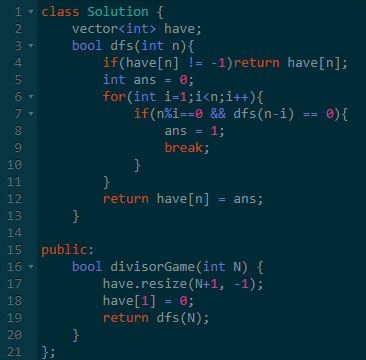 1 class Solution {
2     vector<int> have;
3     bool dfs(int n){
4         if(have[n] != -1)return have[n];
5         int ans = 0;
6         for(int i=1;i<n;i++){
7             if(n%i==0 && dfs(n-i) == 0){
8                 ans = 1;
9                 break;
10             }
11         }
12         return have[n] = ans;
13     }
14
15 public:
16     bool divisorGame(int N) {
17         have.resize(N+1, -1);
18         have[1] = 0;
19         return dfs(N);
20     }
21 };